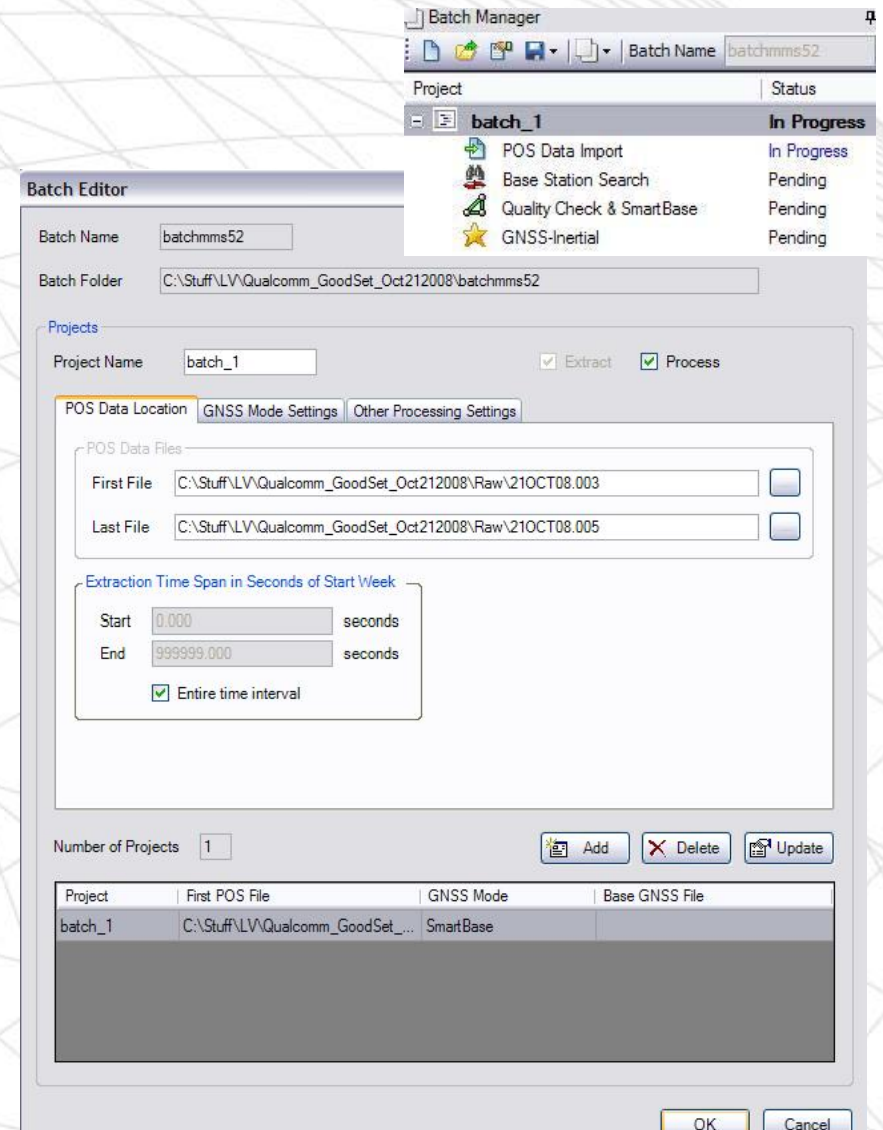 Batch Manager
Batch Name batchmms52
Project Status
batch_1 In Progress
POS Data Import In Progress
Base Station Search Pending
Quality Check & SmartBase Pending
GNSS-Inertial Pending
Batch Editor
Batch Name batchmms52
Batch Folder C:\Stuff\LV\Qualcomm_GoodSet_Oct212008\batchmms52
Projects
Project Name batch_1 Extract Process
POS Data Location GNSS Mode Settings Other Processing Settings
POS Data Files
First File C:\Stuff\LV\Qualcomm_GoodSet_Oct212008\Raw\21OCT08.003
Last File C:\Stuff\LV\Qualcomm_GoodSet_Oct212008\Raw\21OCT08.005
Extraction Time Span in Seconds of Start Week
Start 0.000 seconds
End 999999.000 seconds
Entire time interval
Number of Projects 1 Add Delete Update
Project First POS File GNSS Mode Base GNSS File
batch_1 C:\Stuff\LV\Qualcomm_GoodSet_... SmartBase
OK Cancel